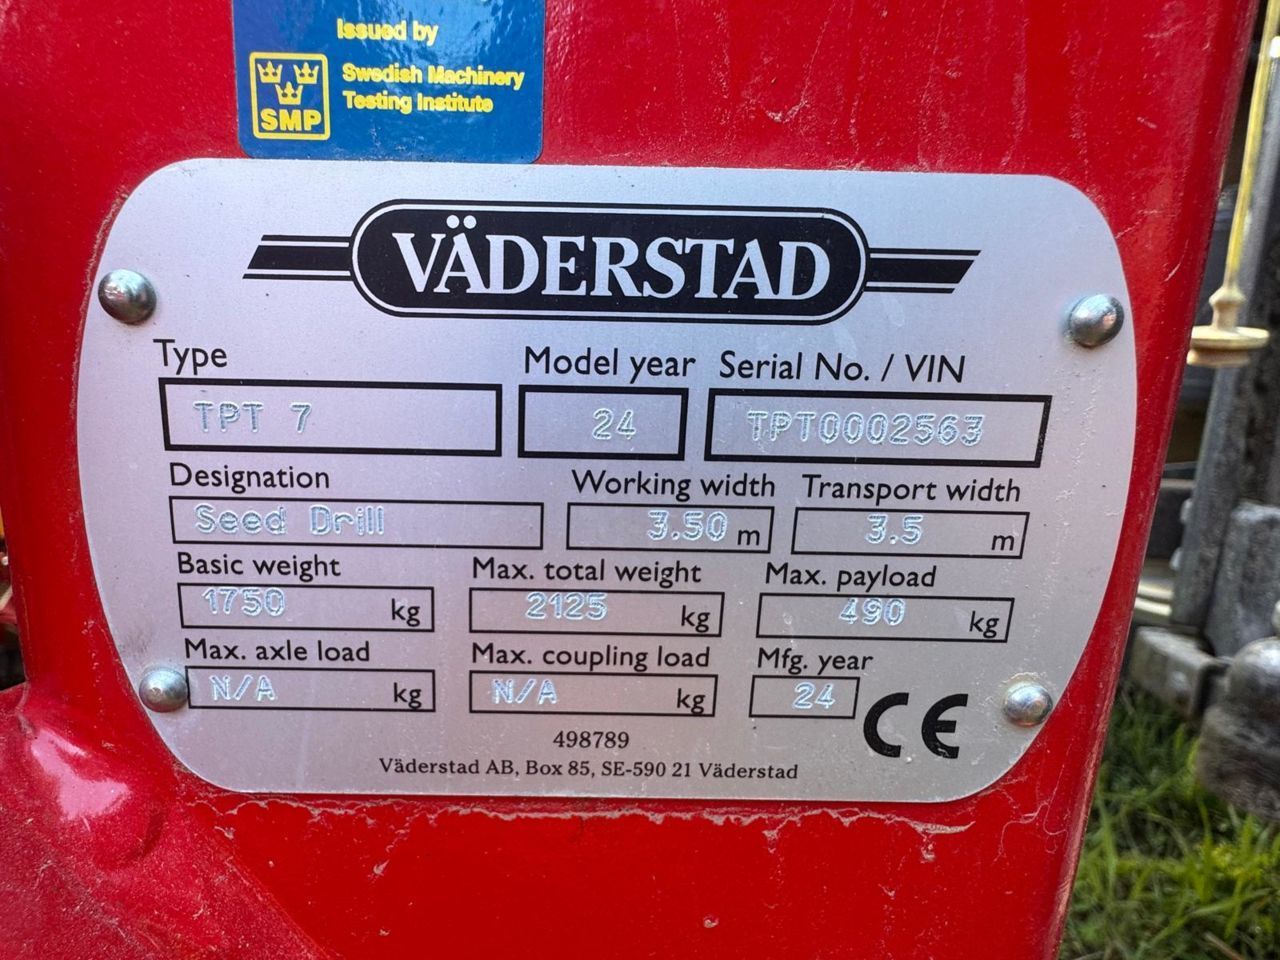 Issued by
Swedish Machinery
Testing Institute
SMP
VÄDERSTAD
Type Model year Serial No. / VIN
TPT 7 24 TPT0002563
Designation Working width Transport width
Seed Drill 3.50 m 3.5 m
Basic weight Max. total weight Max. payload
1750 kg 2125 kg 490 kg
Max. axle load Max. coupling load Mfg. year
N/A kg N/A kg 24 CE
498789
Väderstad AB, Box 85, SE-590 21 Väderstad